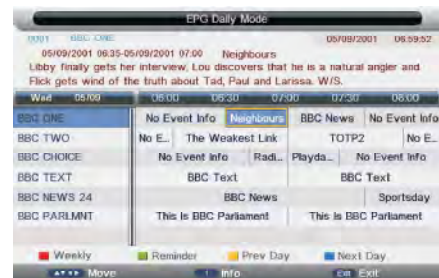 EPG Daily Mode
0001 BBC ONE 05/09/2001 06:59:52
05/09/2001 06:35-05/09/2001 07:00 Neighbours
Libby finally gets her interview, Lou discovers that he is a natural angler and
Flick gets wind of the truth about Tad, Paul and Larissa. W/S.
Wed 05/09 06:00 06:30 07:00 07:30 08:00
BBC ONE No Event Info Neighbours BBC News No Event Info
BBC TWO No E... The Weakest Link TOTP2 No E...
BBC CHOICE No Event Info Radi... Playda... No Event Info
BBC TEXT BBC Text BBC Text
BBC NEWS 24 BBC News Sportsday
BBC PARLMNT This Is BBC Parliament This Is BBC Parliament
Weekly Reminder Prev Day Next Day
Move Info Exit Exit